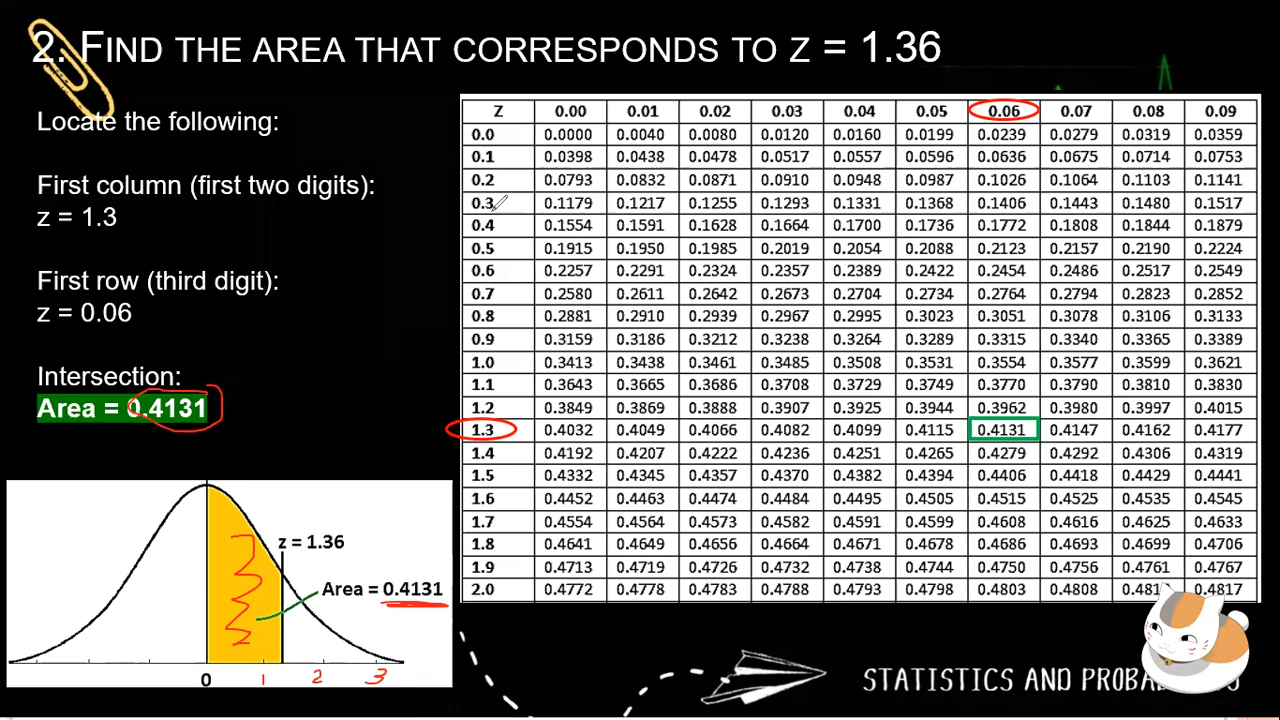 2. FIND THE AREA THAT CORRESPONDS TO Z = 1.36
Locate the following:
First column (first two digits):
z = 1.3
First row (third digit):
z = 0.06
Intersection:
Area = 0.4131
Z 0.00 0.01 0.02 0.03 0.04 0.05 0.06 0.07 0.08 0.09
0.0 0.0000 0.0040 0.0080 0.0120 0.0160 0.0199 0.0239 0.0279 0.0319 0.0359
0.1 0.0398 0.0438 0.0478 0.0517 0.0557 0.0596 0.0636 0.0675 0.0714 0.0753
0.2 0.0793 0.0832 0.0871 0.0910 0.0948 0.0987 0.1026 0.1064 0.1103 0.1141
0.3 0.1179 0.1217 0.1255 0.1293 0.1331 0.1368 0.1406 0.1443 0.1480 0.1517
0.4 0.1554 0.1591 0.1628 0.1664 0.1700 0.1736 0.1772 0.1808 0.1844 0.1879
0.5 0.1915 0.1950 0.1985 0.2019 0.2054 0.2088 0.2123 0.2157 0.2190 0.2224
0.6 0.2257 0.2291 0.2324 0.2357 0.2389 0.2422 0.2454 0.2486 0.2517 0.2549
0.7 0.2580 0.2611 0.2642 0.2673 0.2704 0.2734 0.2764 0.2794 0.2823 0.2852
0.8 0.2881 0.2910 0.2939 0.2967 0.2995 0.3023 0.3051 0.3078 0.3106 0.3133
0.9 0.3159 0.3186 0.3212 0.3238 0.3264 0.3289 0.3315 0.3340 0.3365 0.3389
1.0 0.3413 0.3438 0.3461 0.3485 0.3508 0.3531 0.3554 0.3577 0.3599 0.3621
1.1 0.3643 0.3665 0.3686 0.3708 0.3729 0.3749 0.3770 0.3790 0.3810 0.3830
1.2 0.3849 0.3869 0.3888 0.3907 0.3925 0.3944 0.3962 0.3980 0.3997 0.4015
1.3 0.4032 0.4049 0.4066 0.4082 0.4099 0.4115 0.4131 0.4147 0.4162 0.4177
1.4 0.4192 0.4207 0.4222 0.4236 0.4251 0.4265 0.4279 0.4292 0.4306 0.4319
1.5 0.4332 0.4345 0.4357 0.4370 0.4382 0.4394 0.4406 0.4418 0.4429 0.4441
1.6 0.4452 0.4463 0.4474 0.4484 0.4495 0.4505 0.4515 0.4525 0.4535 0.4545
1.7 0.4554 0.4564 0.4573 0.4582 0.4591 0.4599 0.4608 0.4616 0.4625 0.4633
1.8 0.4641 0.4649 0.4656 0.4664 0.4671 0.4678 0.4686 0.4693 0.4699 0.4706
1.9 0.4713 0.4719 0.4726 0.4732 0.4738 0.4744 0.4750 0.4756 0.4761 0.4767
2.0 0.4772 0.4778 0.4783 0.4788 0.4793 0.4798 0.4803 0.4808 0.4817
z = 1.36
Area = 0.4131
0 1 2 3
STATISTICS AND